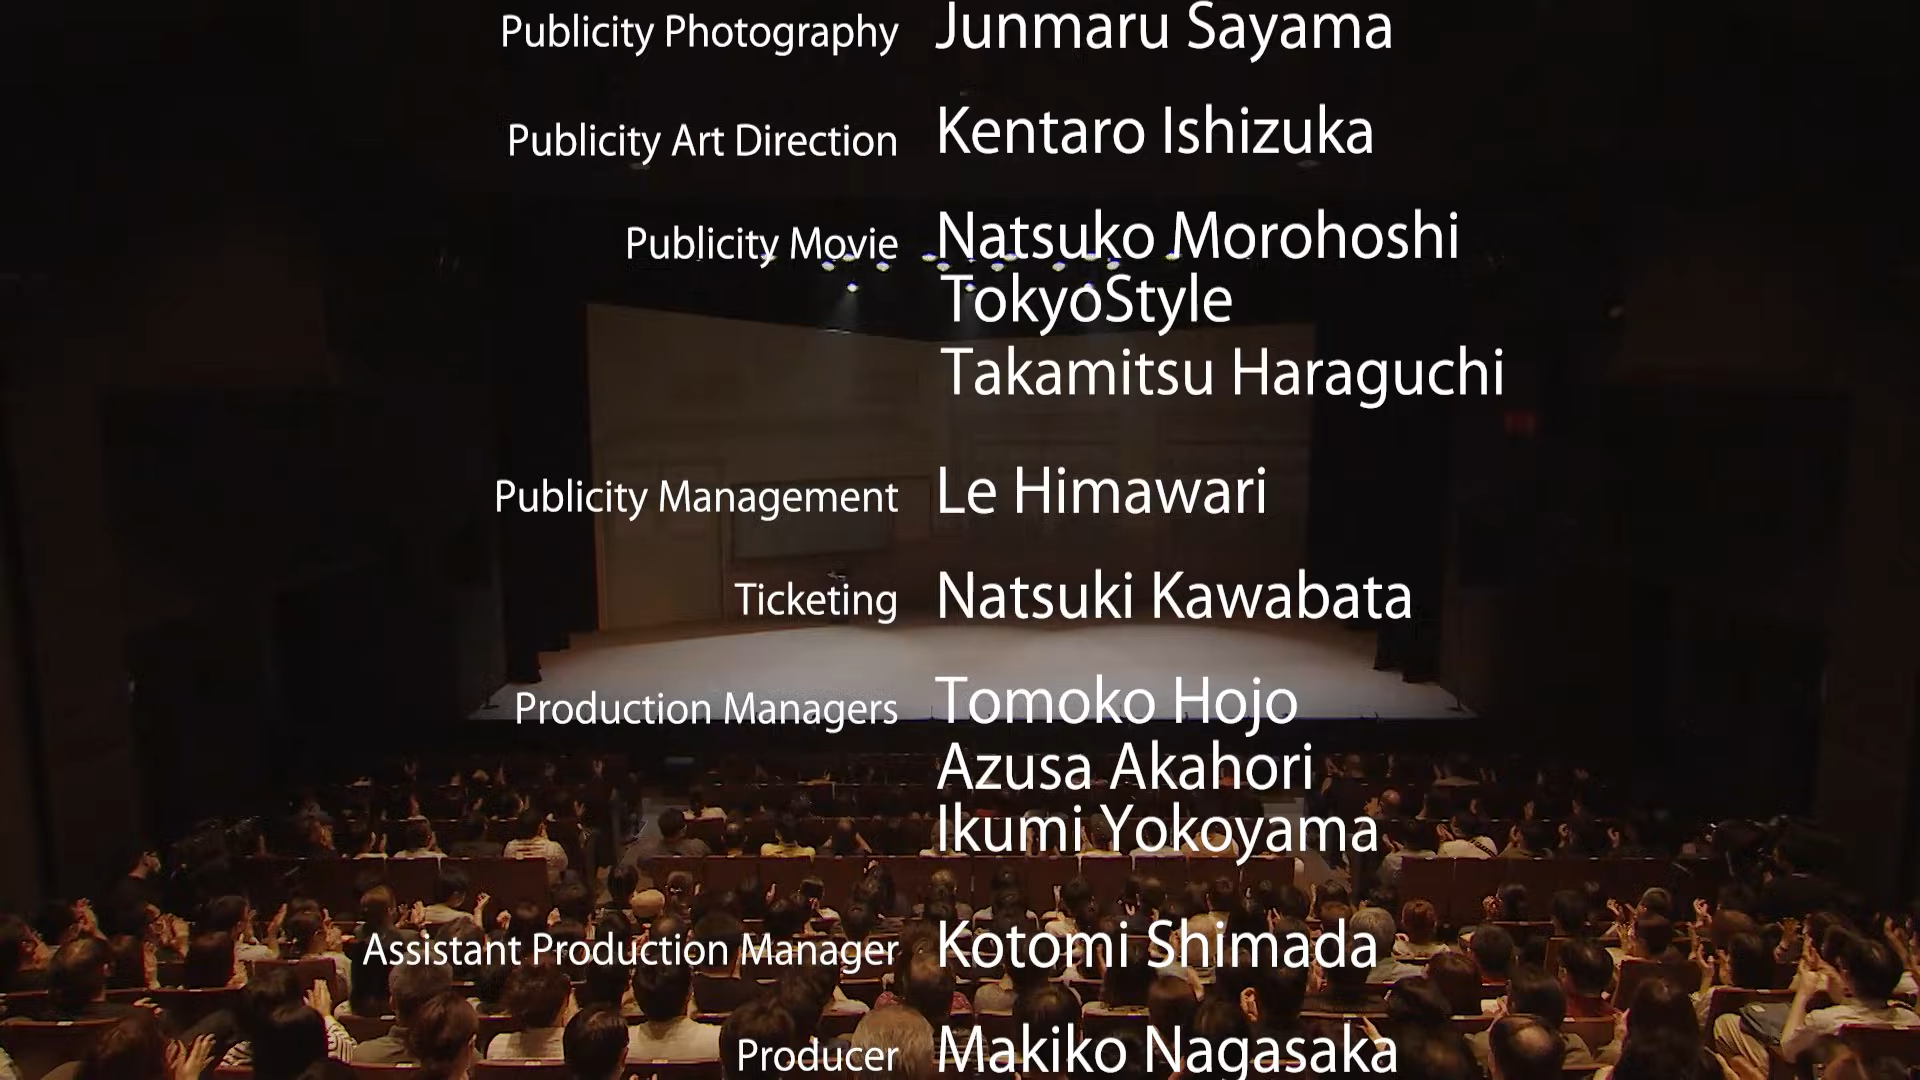 Publicity Photography Junmaru Sayama
Publicity Art Direction Kentaro Ishizuka
Publicity Movie Natsuko Morohoshi
TokyoStyle
Takamitsu Haraguchi
Publicity Management Le Himawari
Ticketing Natsuki Kawabata
Production Managers Tomoko Hojo
Azusa Akahori
Ikumi Yokoyama
Assistant Production Manager Kotomi Shimada
Producer Makiko Nagasaka